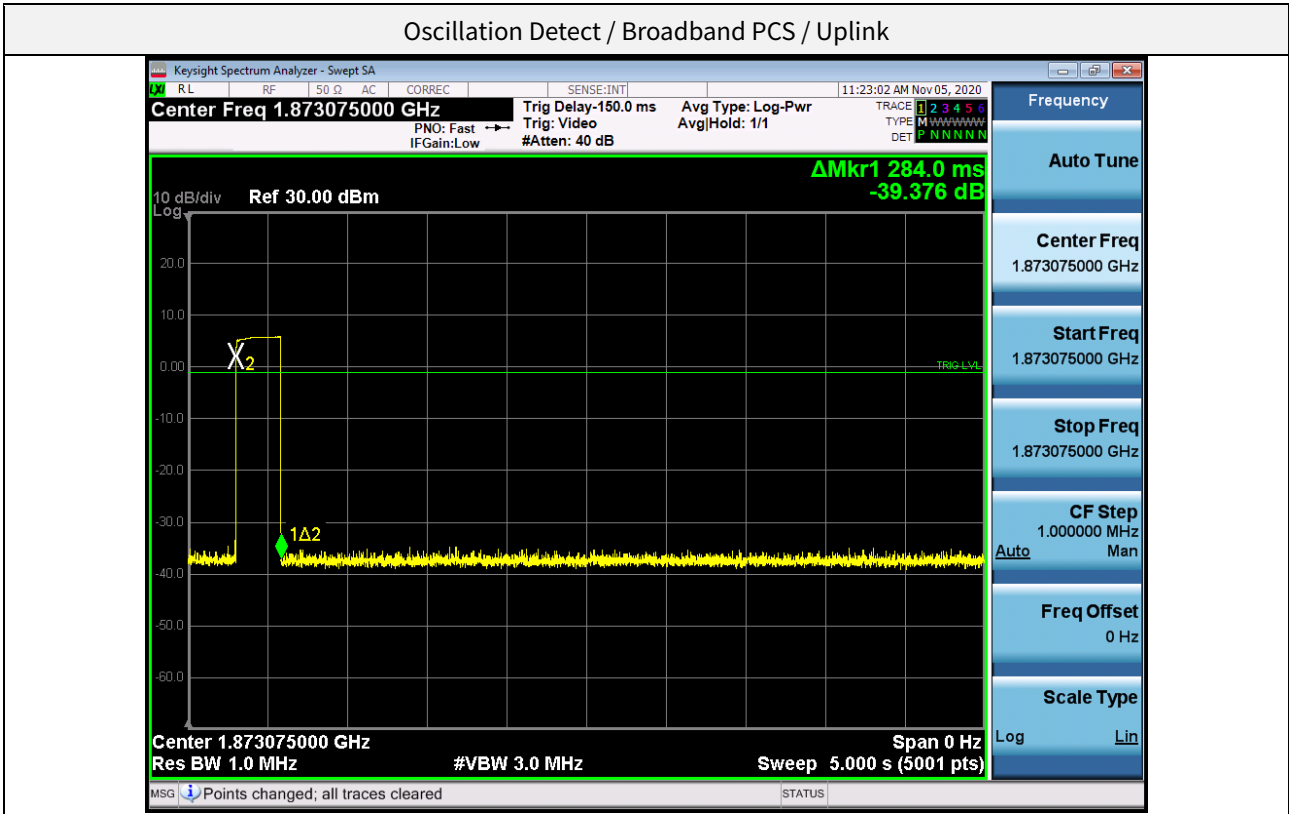 Oscillation Detect / Broadband PCS / Uplink
Keysight Spectrum Analyzer - Swept SA
LXI RL RF 50 Ω AC CORREC SENSE:INT 11:23:02 AM Nov 05, 2020
Center Freq 1.873075000 GHz
PNO: Fast
IFGain:Low
Trig Delay-150.0 ms
Trig: Video
#Atten: 40 dB
Avg Type: Log-Pwr
Avg|Hold: 1/1
TRACE 1 2 3 4 5 6
TYPE M WWWWW
DET P N N N N N
ΔMkr1 284.0 ms
-39.376 dB
10 dB/div Ref 30.00 dBm
Log
20.0
10.0
0.00
-10.0
-20.0
-30.0
-40.0
-50.0
-60.0
X2
TRIG LVL
1Δ2
Center 1.873075000 GHz Span 0 Hz
Res BW 1.0 MHz #VBW 3.0 MHz Sweep 5.000 s (5001 pts)
MSG Points changed; all traces cleared STATUS
Frequency
Auto Tune
Center Freq
1.873075000 GHz
Start Freq
1.873075000 GHz
Stop Freq
1.873075000 GHz
CF Step
1.000000 MHz
Auto Man
Freq Offset
0 Hz
Scale Type
Log Lin